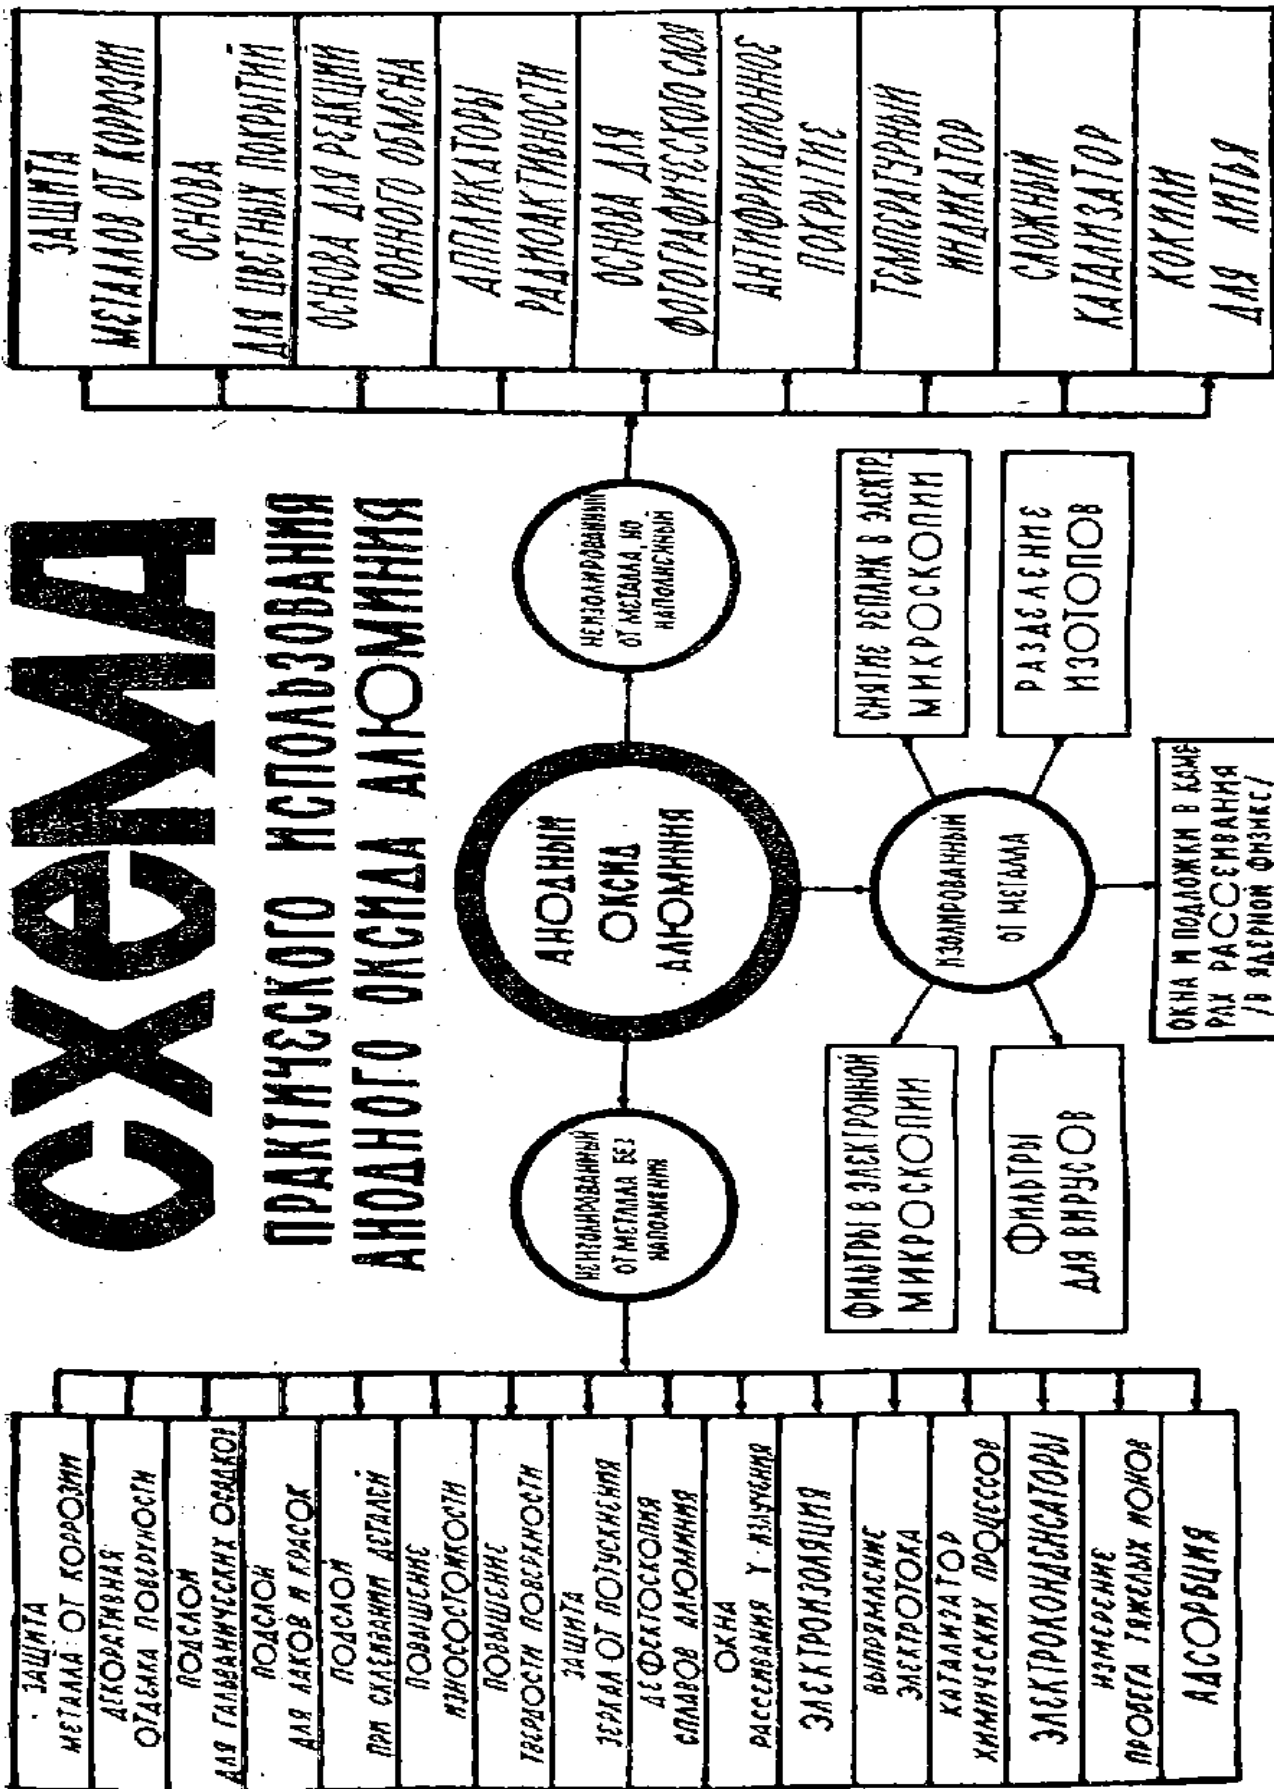 СХЕМА
ПРАКТИЧЕСКОГО ИСПОЛЬЗОВАНИЯ
АНОДНОГО ОКСИДА АЛЮМИНИЯ
АНОДНЫЙ
ОКСИД
АЛЮМИНИЯ
НЕИЗОЛИРОВАННЫЙ
ОТ МЕТАЛЛА БЕЗ
НАПОЛНЕНИЯ
ЗАЩИТА
МЕТАЛЛА ОТ КОРРОЗИИ
ДЕКОРАТИВНАЯ
ОТДЕЛКА ПОВЕРХНОСТИ
ПОДСЛОЙ
ДЛЯ ГАЛЬВАНИЧЕСКИХ ОСАДКОВ
ПОДСЛОЙ
ДЛЯ ЛАКОВ И КРАСОК
ПОДСЛОЙ
ПРИ СКЛЕИВАНИИ ДЕТАЛЕЙ
ПОВЫШЕНИЕ
ИЗНОСОСТОЙКОСТИ
ПОВЫШЕНИЕ
ТВЕРДОСТИ ПОВЕРХНОСТИ
ЗАЩИТА
ЗЕРКАЛ ОТ ПОТУСКНЕНИЯ
ДЕФЕКТОСКОПИЯ
СПЛАВОВ АЛЮМИНИЯ
ОКНА
РАССЕИВАНИЯ γ-ИЗЛУЧЕНИЯ
ЭЛЕКТРОИЗОЛЯЦИЯ
ВЫПРЯМЛЕНИЕ
ЭЛЕКТРОТОКА
КАТАЛИЗАТОР
ХИМИЧЕСКИХ ПРОЦЕССОВ
ЭЛЕКТРОКОНДЕНСАТОРЫ
ИЗМЕРЕНИЕ
ПРОБЕГА ТЯЖЕЛЫХ ИОНОВ
АДСОРБЦИЯ
ИЗОЛИРОВАННЫЙ
ОТ МЕТАЛЛА
ФИЛЬТРЫ В ЭЛЕКТРОННОЙ
МИКРОСКОПИИ
ФИЛЬТРЫ
ДЛЯ ВИРУСОВ
ОКНА И ПОДЛОЖКИ В КАМЕ-
РАХ РАССЕИВАНИЯ
/В ЯДЕРНОЙ ФИЗИКЕ/
СНЯТИЕ РЕПЛИК В ЭЛЕКТР.
МИКРОСКОПИИ
РАЗДЕЛЕНИЕ
ИЗОТОПОВ
НЕИЗОЛИРОВАННЫЙ
ОТ МЕТАЛЛА, НО
НАПОЛНЕННЫЙ
ЗАЩИТА
МЕТАЛЛОВ ОТ КОРРОЗИИ
ОСНОВА
ДЛЯ ЦВЕТНЫХ ПОКРЫТИЙ
ОСНОВА ДЛЯ РЕАКЦИЙ
ИОННОГО ОБМЕНА
АППЛИКАТОРЫ
РАДИОАКТИВНОСТИ
ОСНОВА ДЛЯ
ФОТОГРАФИЧЕСКОГО СЛОЯ
АНТИФРИКЦИОННОЕ
ПОКРЫТИЕ
ТЕМПЕРАТУРНЫЙ
ИНДИКАТОР
СЛОЖНЫЙ
КАТАЛИЗАТОР
КОКИЛИ
ДЛЯ ЛИТЬЯ